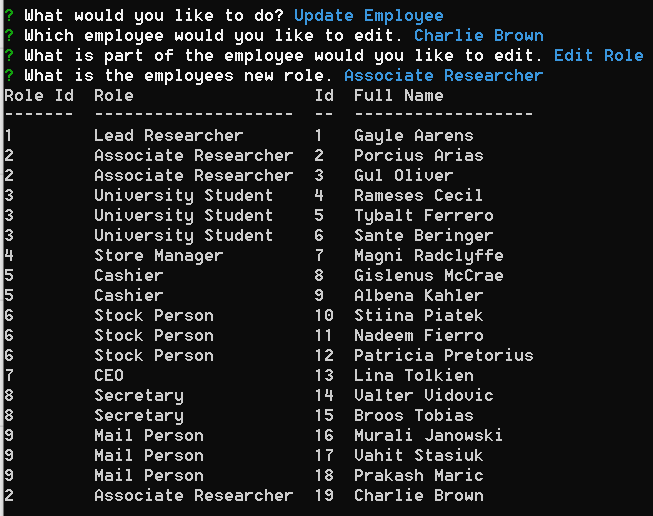 ? What would you like to do? Update Employee
? Which employee would you like to edit. Charlie Brown
? What is part of the employee would you like to edit. Edit Role
? What is the employees new role. Associate Researcher
Role Id  Role                  Id  Full Name
-------  --------------------  --  ------------------
1        Lead Researcher       1   Gayle Aarens
2        Associate Researcher  2   Porcius Arias
2        Associate Researcher  3   Gul Oliver
3        University Student    4   Rameses Cecil
3        University Student    5   Tybalt Ferrero
3        University Student    6   Sante Beringer
4        Store Manager         7   Magni Radclyffe
5        Cashier               8   Gislenus McCrae
5        Cashier               9   Albena Kahler
6        Stock Person          10  Stiina Piatek
6        Stock Person          11  Nadeem Fierro
6        Stock Person          12  Patricia Pretorius
7        CEO                   13  Lina Tolkien
8        Secretary             14  Valter Vidovic
8        Secretary             15  Broos Tobias
9        Mail Person           16  Murali Janowski
9        Mail Person           17  Vahit Stasiuk
9        Mail Person           18  Prakash Maric
2        Associate Researcher  19  Charlie Brown